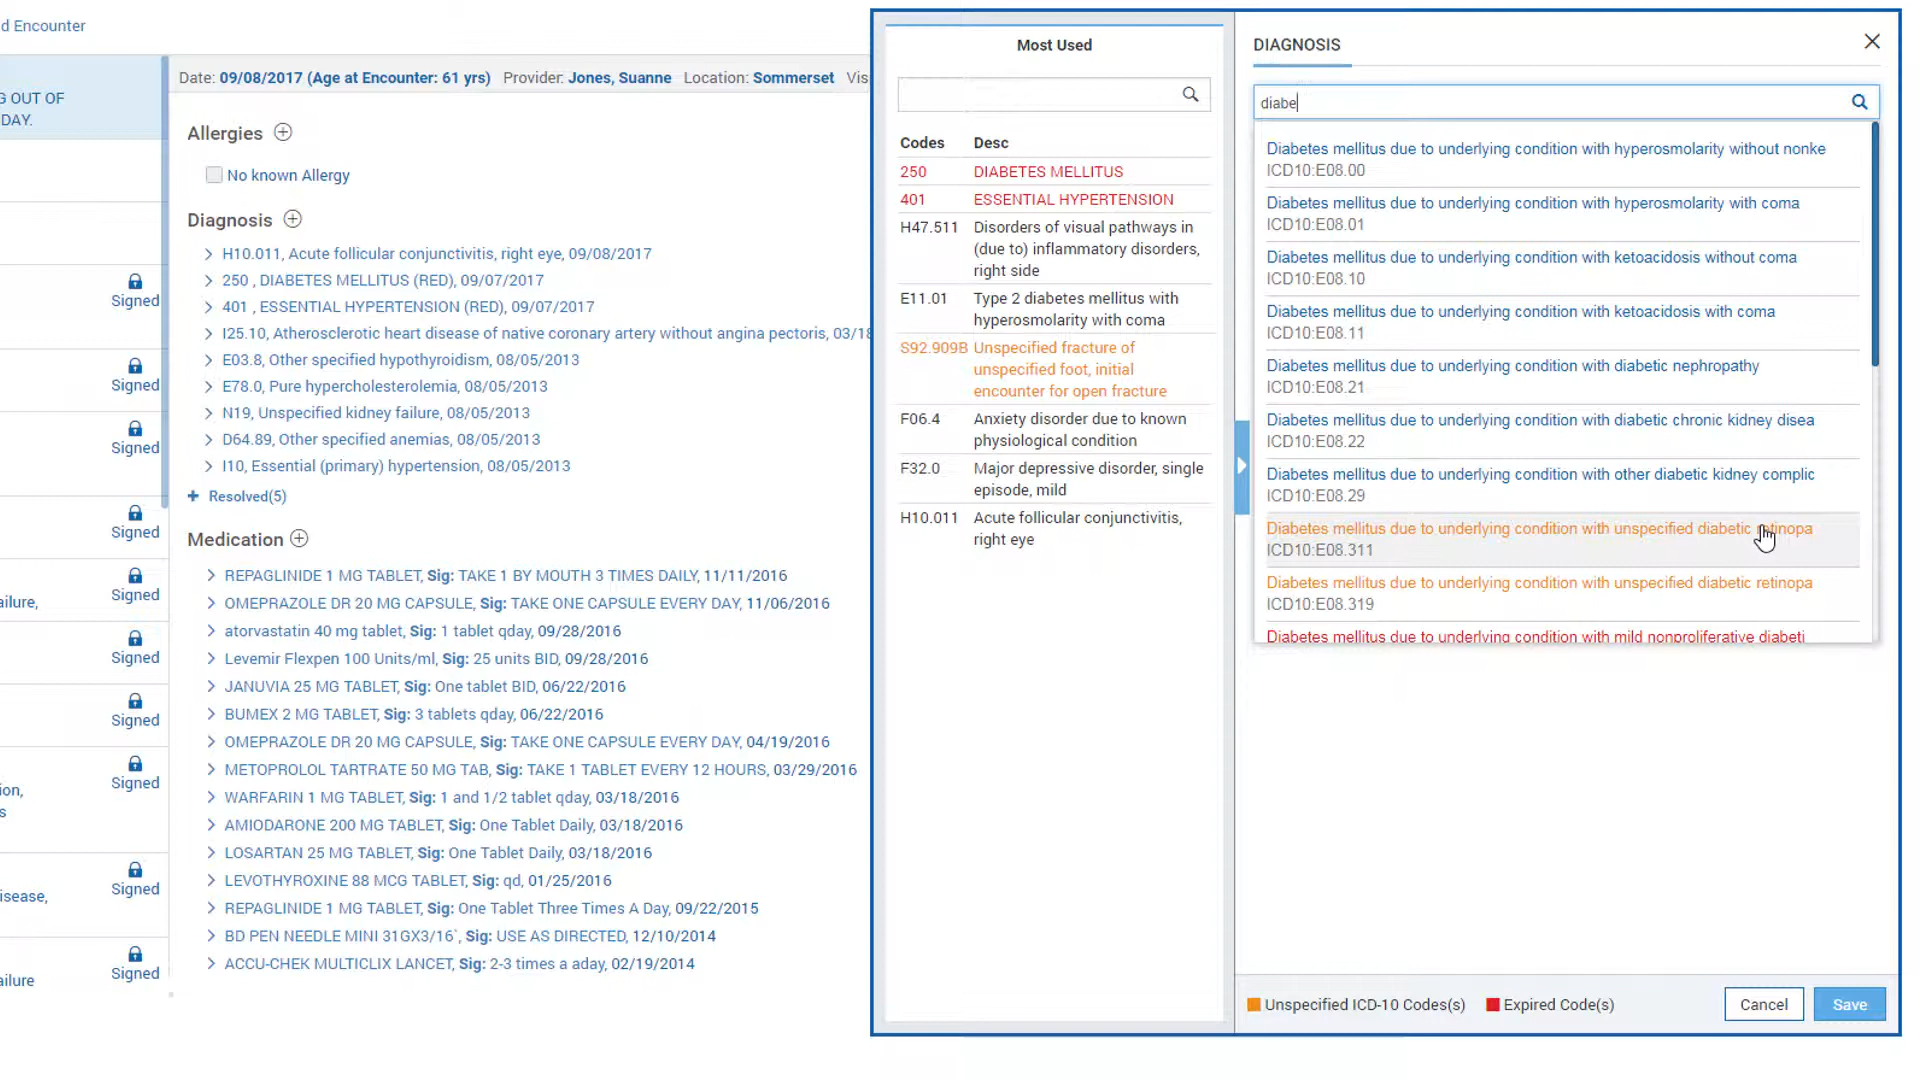 d Encounter
G OUT OF
DAY.
Signed
Signed
Signed
Signed
ailure,
Signed
Signed
Signed
ion,
s
Signed
isease,
Signed
ailure
Signed
Date: 09/08/2017 (Age at Encounter: 61 yrs) Provider: Jones, Suanne Location: Sommerset Vis
Allergies
No known Allergy
Diagnosis
H10.011, Acute follicular conjunctivitis, right eye, 09/08/2017
250 , DIABETES MELLITUS (RED), 09/07/2017
401 , ESSENTIAL HYPERTENSION (RED), 09/07/2017
I25.10, Atherosclerotic heart disease of native coronary artery without angina pectoris, 03/18
E03.8, Other specified hypothyroidism, 08/05/2013
E78.0, Pure hypercholesterolemia, 08/05/2013
N19, Unspecified kidney failure, 08/05/2013
D64.89, Other specified anemias, 08/05/2013
I10, Essential (primary) hypertension, 08/05/2013
+ Resolved(5)
Medication
REPAGLINIDE 1 MG TABLET, Sig: TAKE 1 BY MOUTH 3 TIMES DAILY, 11/11/2016
OMEPRAZOLE DR 20 MG CAPSULE, Sig: TAKE ONE CAPSULE EVERY DAY, 11/06/2016
atorvastatin 40 mg tablet, Sig: 1 tablet qday, 09/28/2016
Levemir Flexpen 100 Units/ml, Sig: 25 units BID, 09/28/2016
JANUVIA 25 MG TABLET, Sig: One tablet BID, 06/22/2016
BUMEX 2 MG TABLET, Sig: 3 tablets qday, 06/22/2016
OMEPRAZOLE DR 20 MG CAPSULE, Sig: TAKE ONE CAPSULE EVERY DAY, 04/19/2016
METOPROLOL TARTRATE 50 MG TAB, Sig: TAKE 1 TABLET EVERY 12 HOURS, 03/29/2016
WARFARIN 1 MG TABLET, Sig: 1 and 1/2 tablet qday, 03/18/2016
AMIODARONE 200 MG TABLET, Sig: One Tablet Daily, 03/18/2016
LOSARTAN 25 MG TABLET, Sig: One Tablet Daily, 03/18/2016
LEVOTHYROXINE 88 MCG TABLET, Sig: qd, 01/25/2016
REPAGLINIDE 1 MG TABLET, Sig: One Tablet Three Times A Day, 09/22/2015
BD PEN NEEDLE MINI 31GX3/16`, Sig: USE AS DIRECTED, 12/10/2014
ACCU-CHEK MULTICLIX LANCET, Sig: 2-3 times a aday, 02/19/2014
Most Used
Codes Desc
250 DIABETES MELLITUS
401 ESSENTIAL HYPERTENSION
H47.511 Disorders of visual pathways in
(due to) inflammatory disorders,
right side
E11.01 Type 2 diabetes mellitus with
hyperosmolarity with coma
S92.909B Unspecified fracture of
unspecified foot, initial
encounter for open fracture
F06.4 Anxiety disorder due to known
physiological condition
F32.0 Major depressive disorder, single
episode, mild
H10.011 Acute follicular conjunctivitis,
right eye
DIAGNOSIS
diabe
Diabetes mellitus due to underlying condition with hyperosmolarity without nonke
ICD10:E08.00
Diabetes mellitus due to underlying condition with hyperosmolarity with coma
ICD10:E08.01
Diabetes mellitus due to underlying condition with ketoacidosis without coma
ICD10:E08.10
Diabetes mellitus due to underlying condition with ketoacidosis with coma
ICD10:E08.11
Diabetes mellitus due to underlying condition with diabetic nephropathy
ICD10:E08.21
Diabetes mellitus due to underlying condition with diabetic chronic kidney disea
ICD10:E08.22
Diabetes mellitus due to underlying condition with other diabetic kidney complic
ICD10:E08.29
Diabetes mellitus due to underlying condition with unspecified diabetic retinopa
ICD10:E08.311
Diabetes mellitus due to underlying condition with unspecified diabetic retinopa
ICD10:E08.319
Diabetes mellitus due to underlying condition with mild nonproliferative diabeti
Unspecified ICD-10 Codes(s) Expired Code(s)
Cancel Save